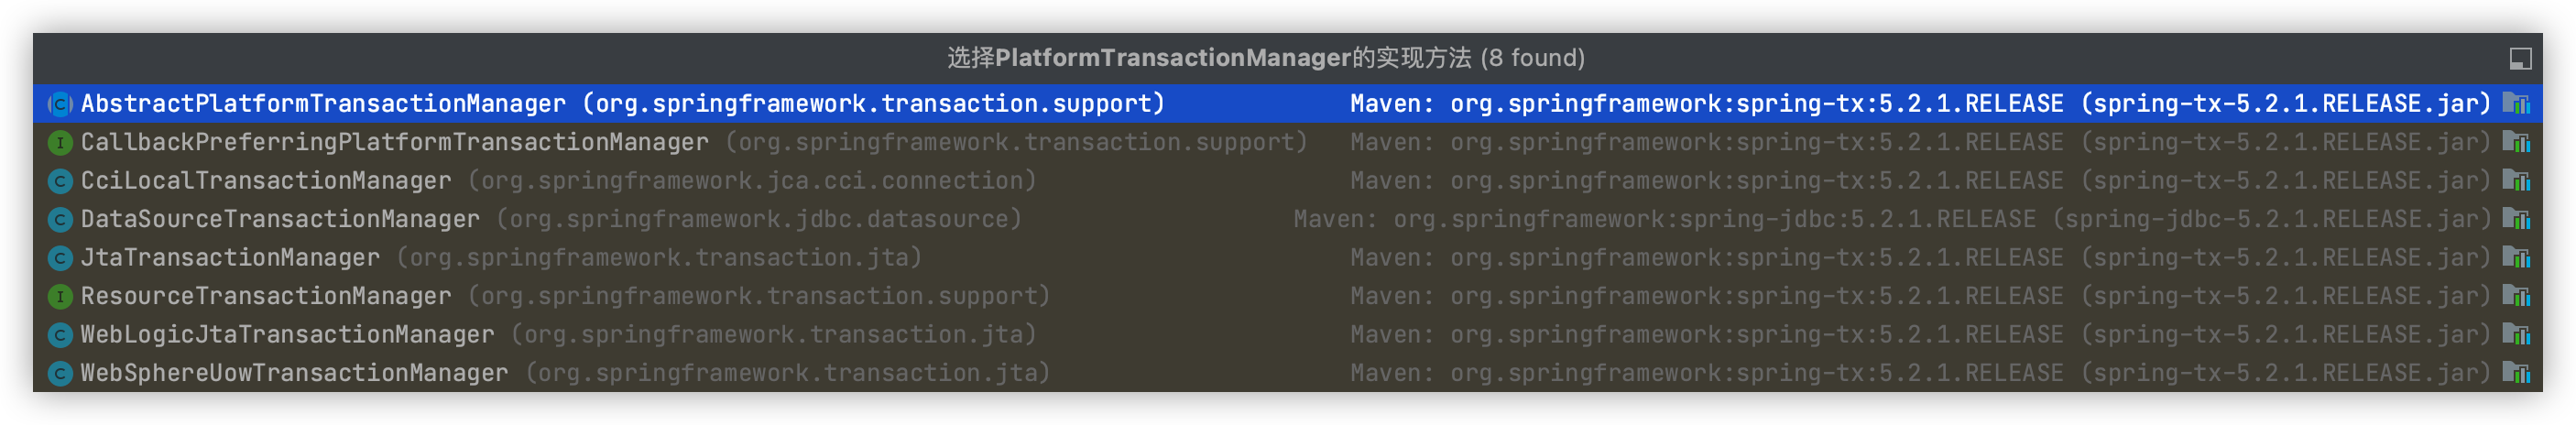 选择PlatformTransactionManager的实现方法 (8 found)
AbstractPlatformTransactionManager (org.springframework.transaction.support) Maven: org.springframework:spring-tx:5.2.1.RELEASE (spring-tx-5.2.1.RELEASE.jar)
CallbackPreferringPlatformTransactionManager (org.springframework.transaction.support) Maven: org.springframework:spring-tx:5.2.1.RELEASE (spring-tx-5.2.1.RELEASE.jar)
CciLocalTransactionManager (org.springframework.jca.cci.connection) Maven: org.springframework:spring-tx:5.2.1.RELEASE (spring-tx-5.2.1.RELEASE.jar)
DataSourceTransactionManager (org.springframework.jdbc.datasource) Maven: org.springframework:spring-jdbc:5.2.1.RELEASE (spring-jdbc-5.2.1.RELEASE.jar)
JtaTransactionManager (org.springframework.transaction.jta) Maven: org.springframework:spring-tx:5.2.1.RELEASE (spring-tx-5.2.1.RELEASE.jar)
ResourceTransactionManager (org.springframework.transaction.support) Maven: org.springframework:spring-tx:5.2.1.RELEASE (spring-tx-5.2.1.RELEASE.jar)
WebLogicJtaTransactionManager (org.springframework.transaction.jta) Maven: org.springframework:spring-tx:5.2.1.RELEASE (spring-tx-5.2.1.RELEASE.jar)
WebSphereUowTransactionManager (org.springframework.transaction.jta) Maven: org.springframework:spring-tx:5.2.1.RELEASE (spring-tx-5.2.1.RELEASE.jar)